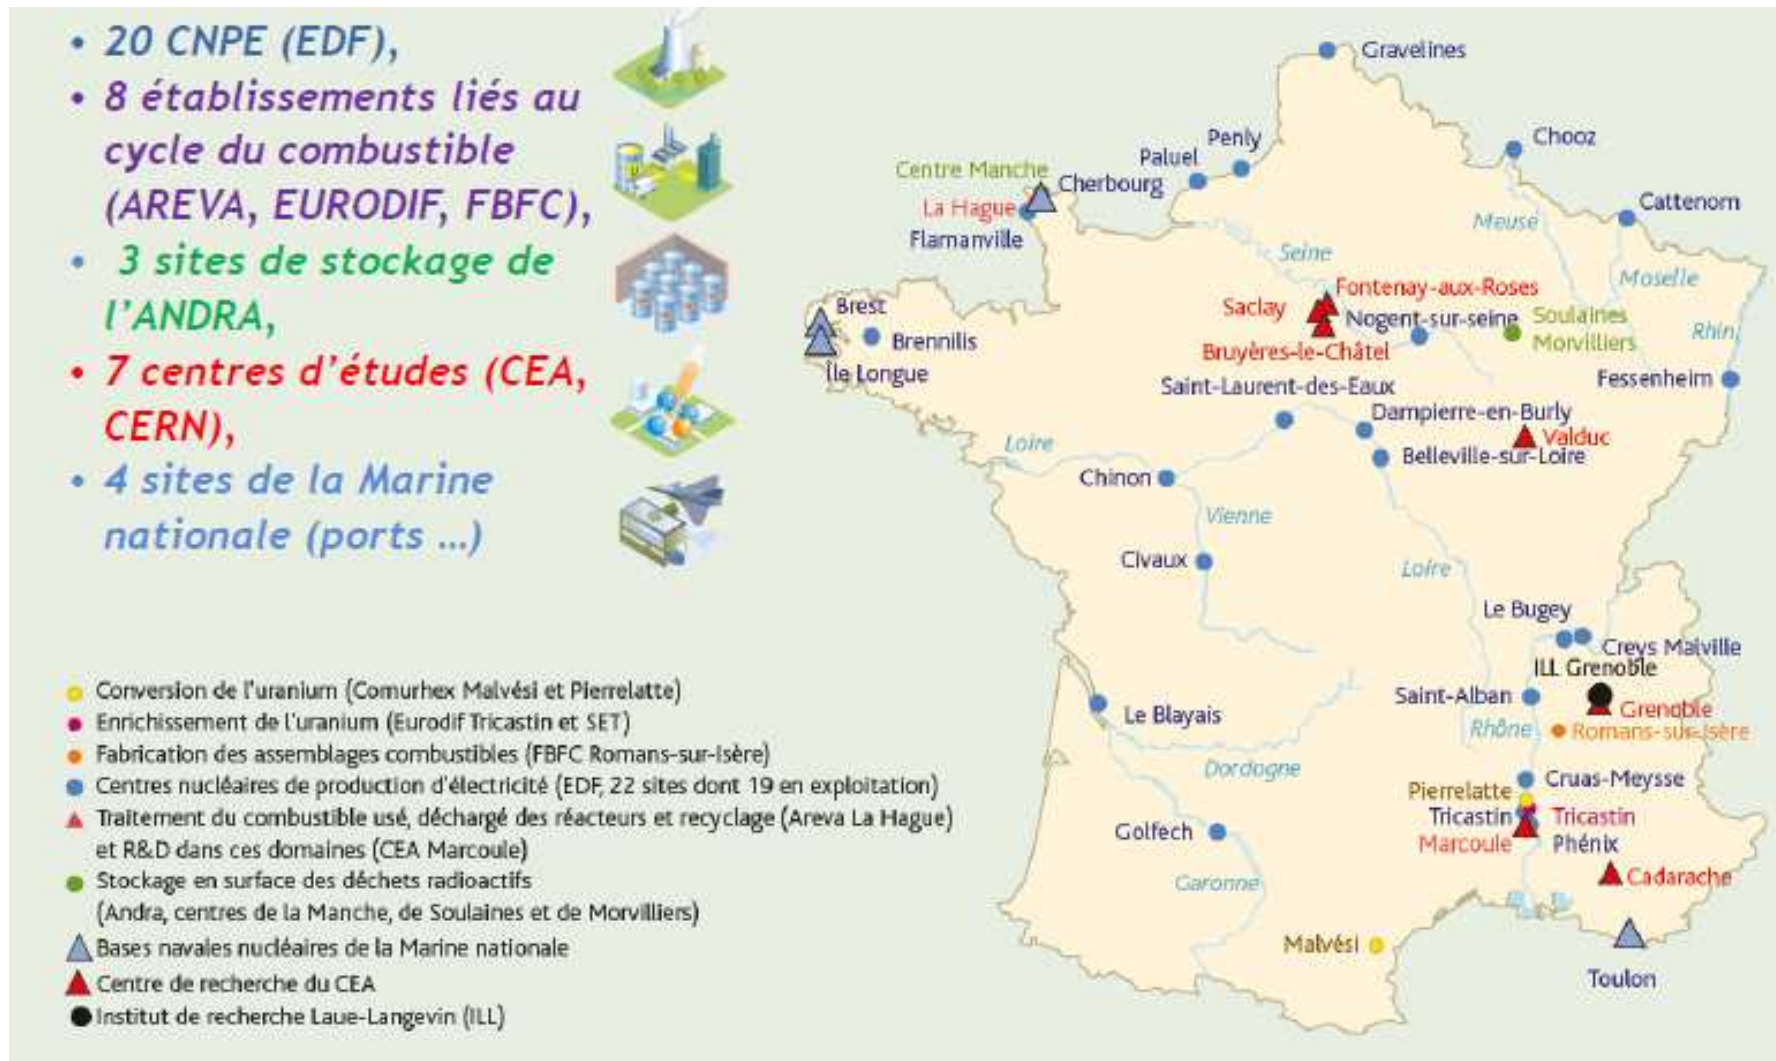 • 20 CNPE (EDF),
• 8 établissements liés au
cycle du combustible
(AREVA, EURODIF, FBFC),
• 3 sites de stockage de
l'ANDRA,
• 7 centres d'études (CEA,
CERN),
• 4 sites de la Marine
nationale (ports ...)
Conversion de l'uranium (Comurhex Malvési et Pierrelatte)
Enrichissement de l'uranium (Eurodif Tricastin et SET)
Fabrication des assemblages combustibles (FBFC Romans-sur-Isère)
Centres nucléaires de production d'électricité (EDF, 22 sites dont 19 en exploitation)
Traitement du combustible usé, déchargé des réacteurs et recyclage (Areva La Hague)
et R&D dans ces domaines (CEA Marcoule)
Stockage en surface des déchets radioactifs
(Andra, centres de la Manche, de Soulaines et de Morvilliers)
Bases navales nucléaires de la Marine nationale
Centre de recherche du CEA
Institut de recherche Laue-Langevin (ILL)
Gravelines
Chooz
Penly
Paluel
Centre Manche
Cherbourg
La Hague
Flamanville
Cattenom
Meuse
Seine
Moselle
Fontenay-aux-Roses
Saclay
Nogent-sur-seine
Soulaines
Morvilliers
Rhin
Brest
Brennilis
Île Longue
Bruyères-le-Châtel
Fessenheim
Saint-Laurent-des-Eaux
Dampierre-en-Burly
Valduc
Loire
Belleville-sur-Loire
Chinon
Vienne
Civaux
Loire
Le Bugey
Creys Malville
ILL Grenoble
Saint-Alban
Grenoble
Le Blayais
Rhône
Romans-sur-Isère
Dordogne
Cruas-Meysse
Pierrelatte
Tricastin
Tricastin
Golfech
Marcoule
Phénix
Garonne
Cadarache
Malvési
Toulon